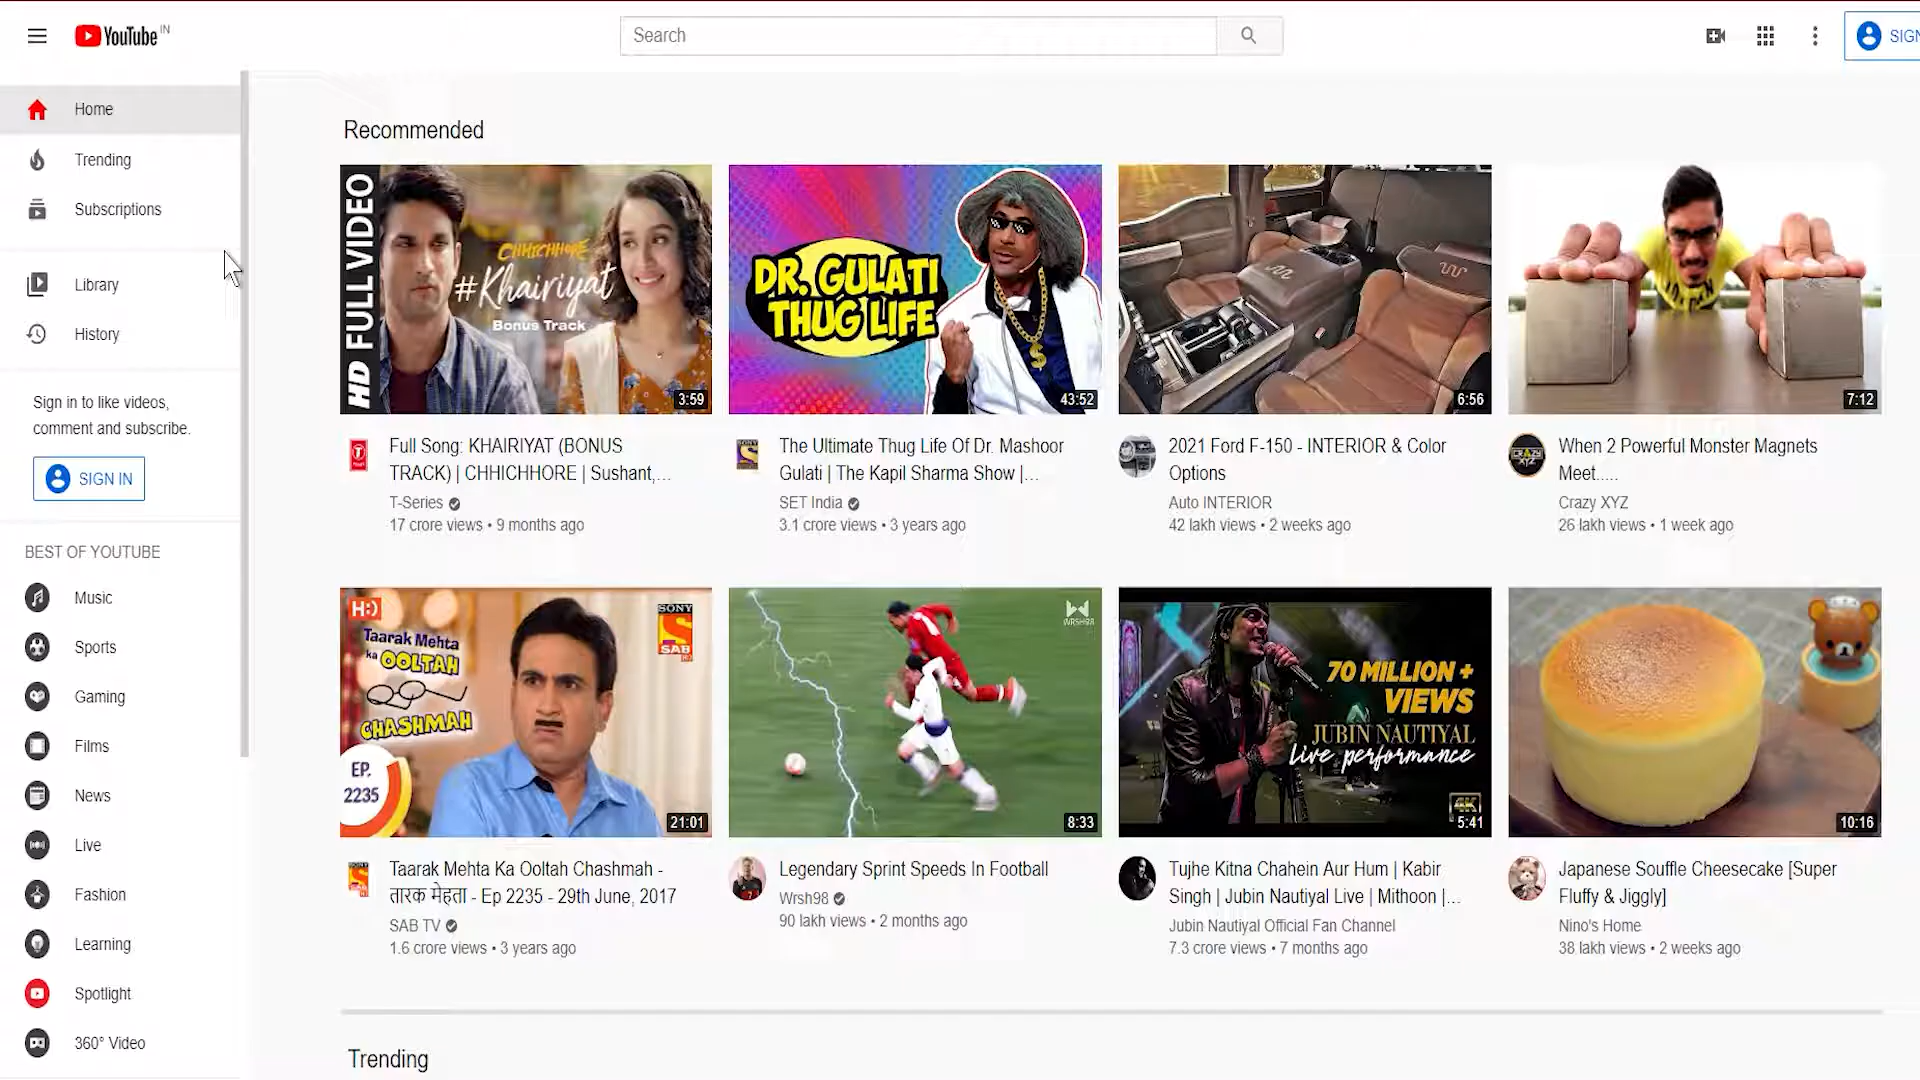 YouTube IN
Search
SIGN
Home
Trending
Subscriptions
Library
History
Sign in to like videos,
comment and subscribe.
SIGN IN
BEST OF YOUTUBE
Music
Sports
Gaming
Films
News
Live
Fashion
Learning
Spotlight
360° Video
Recommended
HD FULL VIDEO
CHHICHHORE
#Khairiyat
Bonus Track
3:59
Full Song: KHAIRIYAT (BONUS
TRACK) | CHHICHHORE | Sushant,...
T-Series
17 crore views • 9 months ago
DR. GULATI
THUG LIFE
43:52
The Ultimate Thug Life Of Dr. Mashoor
Gulati | The Kapil Sharma Show |...
SET India
3.1 crore views • 3 years ago
6:56
2021 Ford F-150 - INTERIOR & Color
Options
Auto INTERIOR
42 lakh views • 2 weeks ago
7:12
CRAZY
XYZ
When 2 Powerful Monster Magnets
Meet.....
Crazy XYZ
26 lakh views • 1 week ago
HD
Taarak Mehta
ka OOLTAH
CHASHMAH
SONY
SAB
HD
EP.
2235
21:01
Taarak Mehta Ka Ooltah Chashmah -
तारक मेहता - Ep 2235 - 29th June, 2017
SAB TV
1.6 crore views • 3 years ago
WRSH98
8:33
Legendary Sprint Speeds In Football
Wrsh98
90 lakh views • 2 months ago
70 MILLION +
VIEWS
JUBIN NAUTIYAL
Live performance
4K
5:41
Tujhe Kitna Chahein Aur Hum | Kabir
Singh | Jubin Nautiyal Live | Mithoon |...
Jubin Nautiyal Official Fan Channel
7.3 crore views • 7 months ago
10:16
Japanese Souffle Cheesecake [Super
Fluffy & Jiggly]
Nino's Home
38 lakh views • 2 weeks ago
Trending